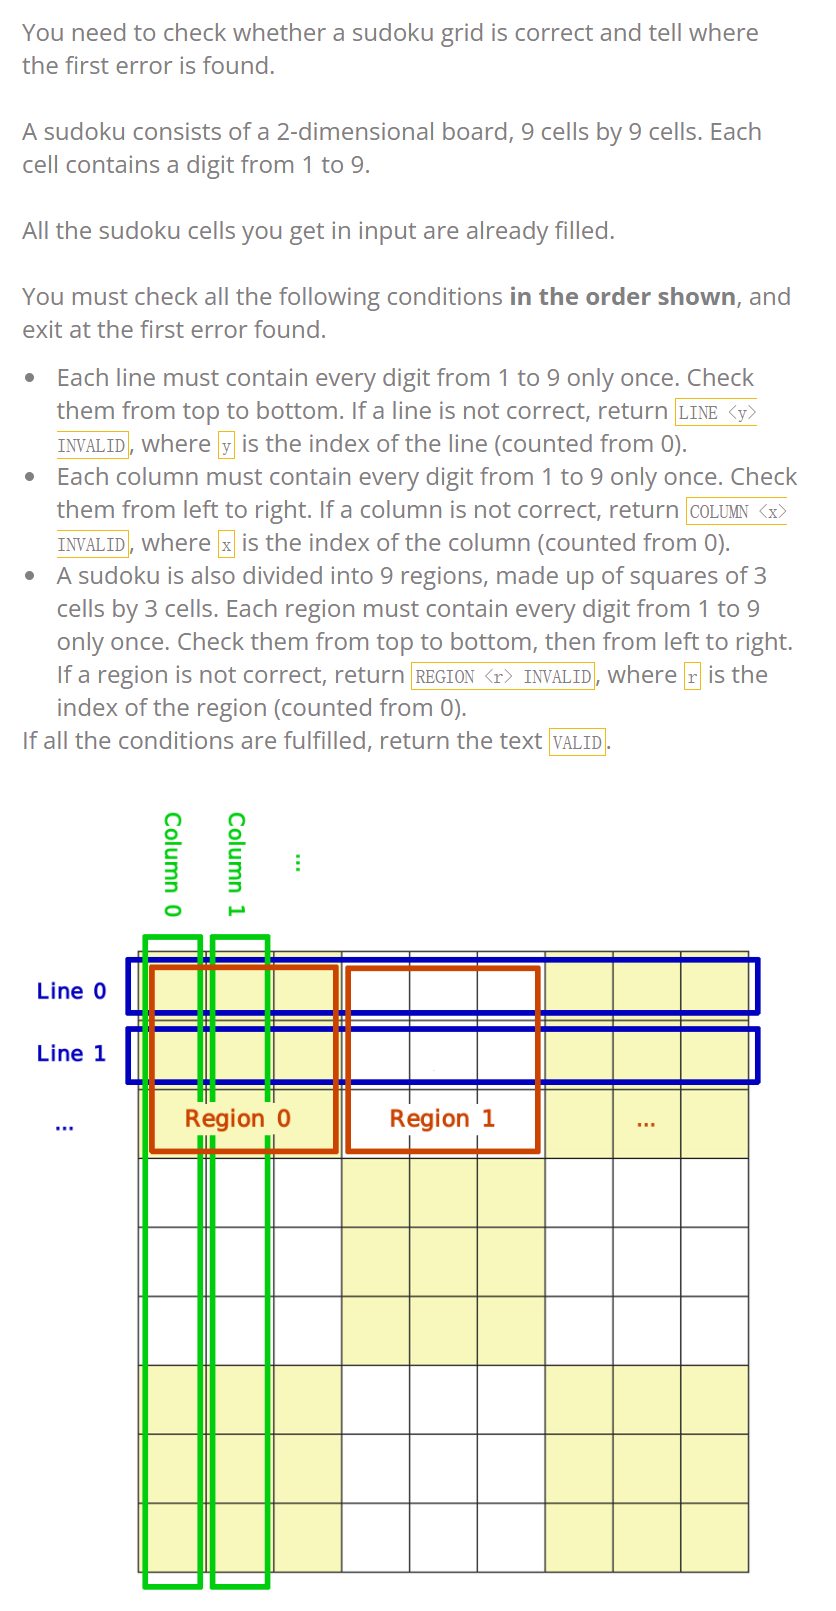 You need to check whether a sudoku grid is correct and tell where
the first error is found.
A sudoku consists of a 2-dimensional board, 9 cells by 9 cells. Each
cell contains a digit from 1 to 9.
All the sudoku cells you get in input are already filled.
You must check all the following conditions in the order shown, and
exit at the first error found.
• Each line must contain every digit from 1 to 9 only once. Check
them from top to bottom. If a line is not correct, return LINE <y>
INVALID, where y is the index of the line (counted from 0).
• Each column must contain every digit from 1 to 9 only once. Check
them from left to right. If a column is not correct, return COLUMN <x>
INVALID, where x is the index of the column (counted from 0).
• A sudoku is also divided into 9 regions, made up of squares of 3
cells by 3 cells. Each region must contain every digit from 1 to 9
only once. Check them from top to bottom, then from left to right.
If a region is not correct, return REGION <r> INVALID, where r is the
index of the region (counted from 0).
If all the conditions are fulfilled, return the text VALID.
Column 0
Column 1
...
Line 0
Line 1
...
Region 0
Region 1
...